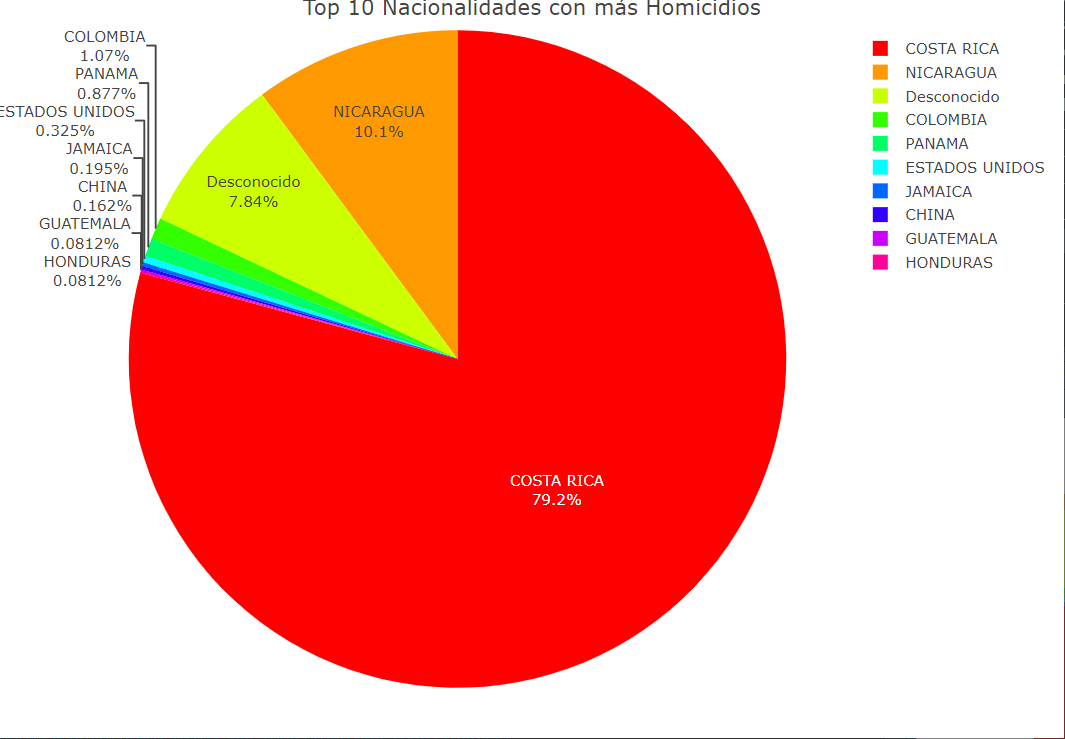 Top 10 Nacionalidades con más Homicidios
COLOMBIA
1.07%
PANAMA
0.877%
ESTADOS UNIDOS
0.325%
JAMAICA
0.195%
CHINA
0.162%
GUATEMALA
0.0812%
HONDURAS
0.0812%
NICARAGUA
10.1%
Desconocido
7.84%
COSTA RICA
79.2%
COSTA RICA
NICARAGUA
Desconocido
COLOMBIA
PANAMA
ESTADOS UNIDOS
JAMAICA
CHINA
GUATEMALA
HONDURAS